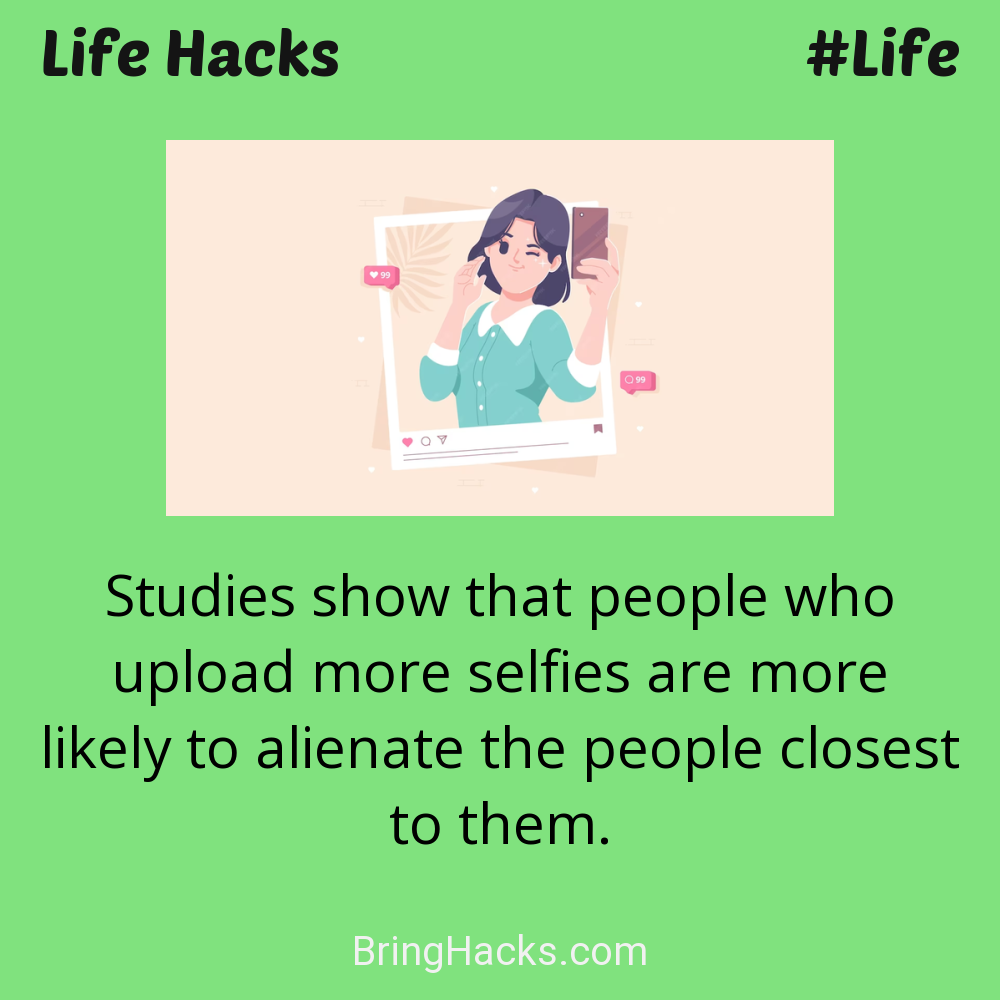 Life Hacks #Life
99
99
Studies show that people who
upload more selfies are more
likely to alienate the people closest
to them.
BringHacks.com